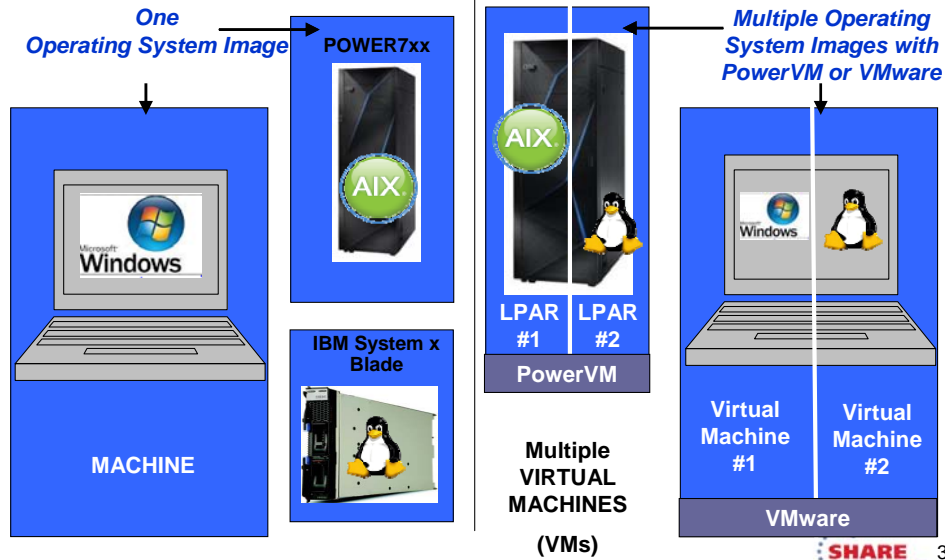 One
Operating System Image
POWER7xx
AIX
Microsoft
Windows
MACHINE
IBM System x
Blade
Multiple Operating
System Images with
PowerVM or VMware
AIX
LPAR
#1
LPAR
#2
PowerVM
Multiple
VIRTUAL
MACHINES
(VMs)
Microsoft
Windows
Virtual
Machine
#1
Virtual
Machine
#2
VMware
SHARE
3